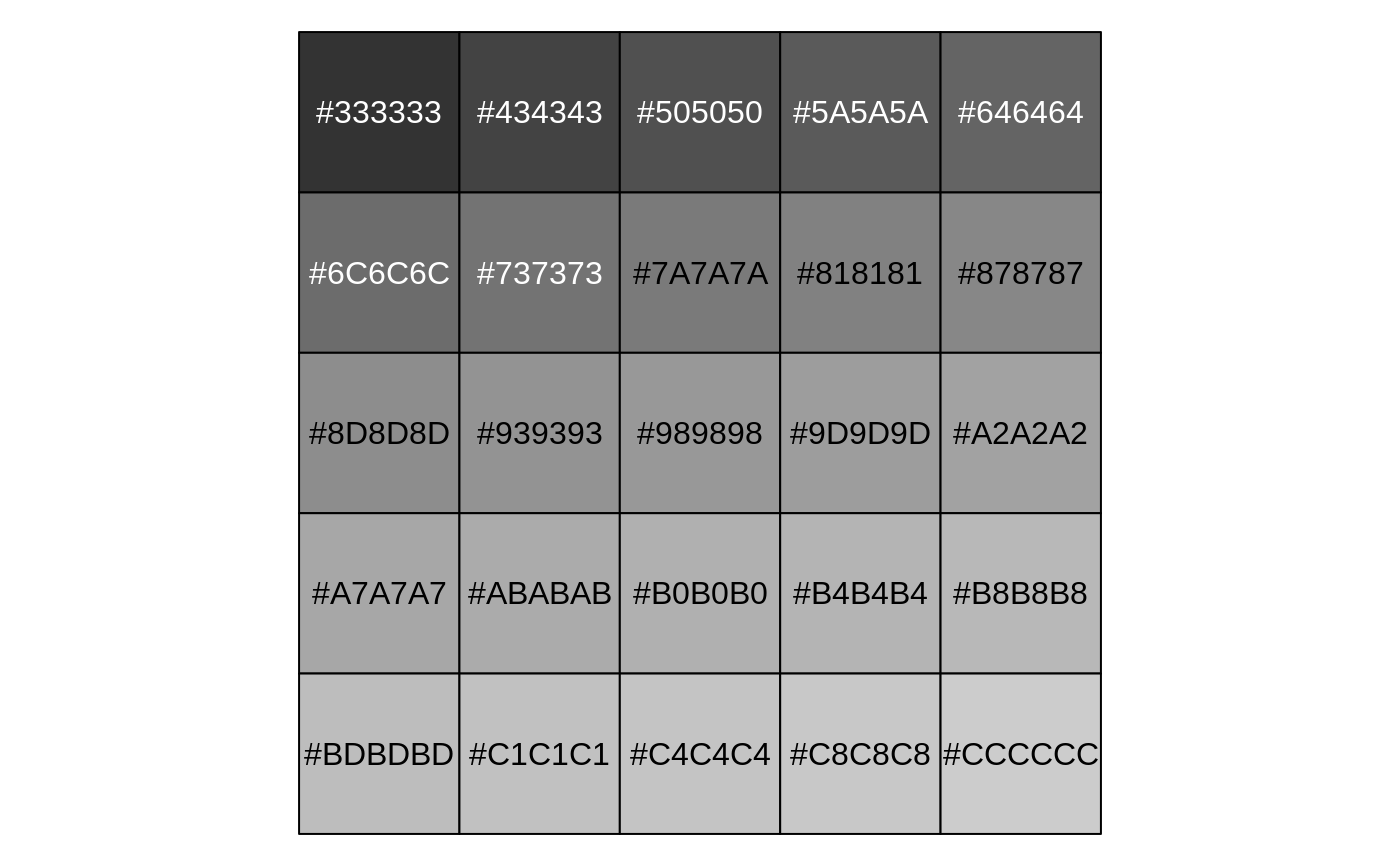 #333333 #434343 #505050 #5A5A5A #646464
#6C6C6C #737373 #7A7A7A #818181 #878787
#8D8D8D #939393 #989898 #9D9D9D #A2A2A2
#A7A7A7 #ABABAB #B0B0B0 #B4B4B4 #B8B8B8
#BDBDBD #C1C1C1 #C4C4C4 #C8C8C8 #CCCCCC